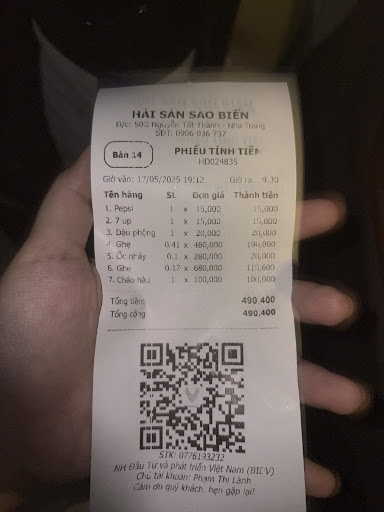 HẢI SẢN SAO BIỂN
Đ/c: 50G Nguyễn Tất Thành - Nha Trang
SĐT: 0906 036 737
Bàn 14
PHIẾU TÍNH TIỀN
HD024835
Giờ vào: 17/05/2025 19:12 Giờ ra: 9:30
Tên hàng SL Đơn giá Thành tiền
1. Pepsi 1 x 15,000 15,000
2. 7 up 1 x 15,000 15,000
3. Đậu phộng 1 x 20,000 20,000
4. Ghẹ 0.41 x 480,000 196,800
5. Ốc nhảy 0.1 x 280,000 28,000
6. Ghẹ 0.17 x 680,000 115,600
7. Cháo hàu 1 x 100,000 100,000
Tổng tiền: 490,400
Tổng cộng 490,400
STK: 0776193232
NH Đầu Tư và phát triển Việt Nam (BIDV)
Chủ tài khoản: Phạm Thị Lành
Cảm ơn quý khách, hẹn gặp lại!